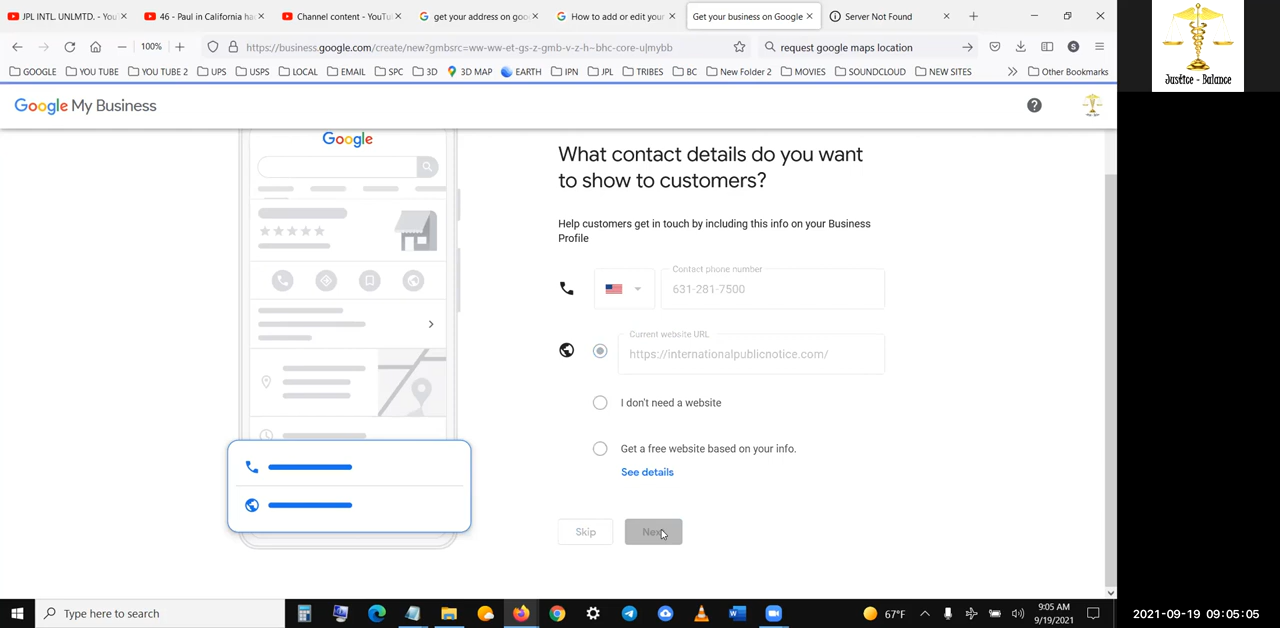 JPL INTL. UNLMTD. - You
46 - Paul in California ha
Channel content - YouTu
get your address on goo
How to add or edit your
Get your business on Google
Server Not Found
100%
https://business.google.com/create/new?gmbsrc=ww-ww-et-gs-z-gmb-v-z-h~bhc-core-u|mybb
request google maps location
S
GOOGLE
YOU TUBE
YOU TUBE 2
UPS
USPS
LOCAL
EMAIL
SPC
3D
3D MAP
EARTH
IPN
JPL
TRIBES
BC
New Folder 2
MOVIES
SOUNDCLOUD
NEW SITES
Other Bookmarks
Justice - Balance
Google My Business
Google
What contact details do you want
to show to customers?
Help customers get in touch by including this info on your Business
Profile
Contact phone number
631-281-7500
Current website URL
https://internationalpublicnotice.com/
I don't need a website
Get a free website based on your info.
See details
Skip
Next
Type here to search
67°F
9:05 AM
9/19/2021
2021-09-19 09:05:05